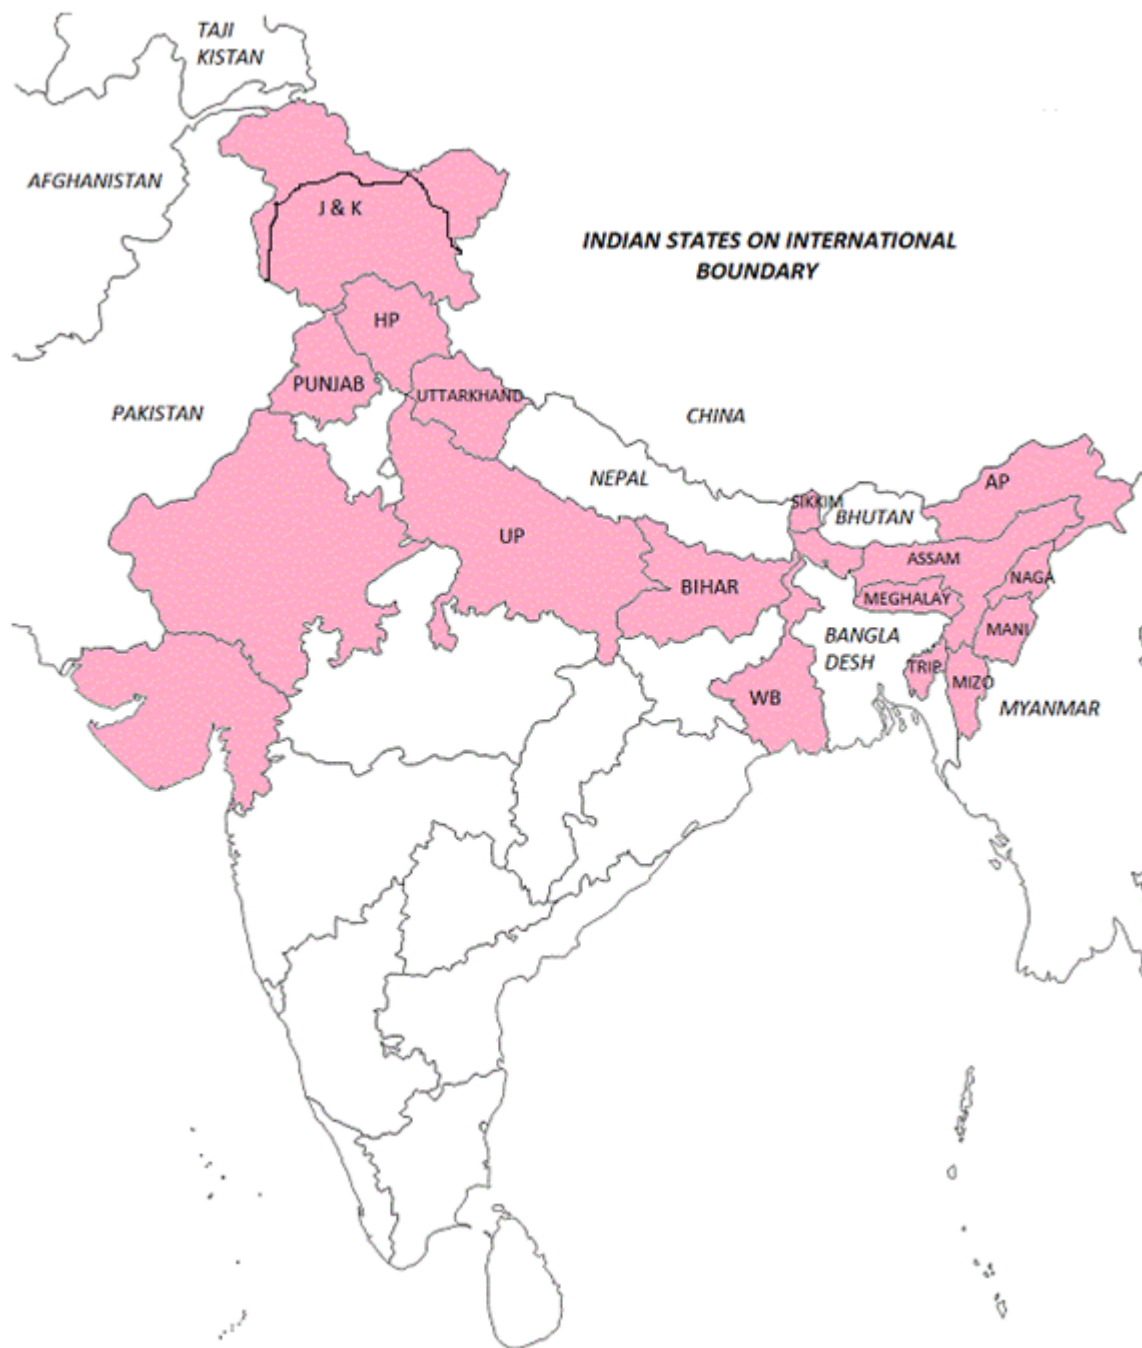 TAJI
KISTAN
AFGHANISTAN
J & K
INDIAN STATES ON INTERNATIONAL
BOUNDARY
HP
PUNJAB
UTTARKHAND
PAKISTAN
CHINA
NEPAL
SIKKIM
BHUTAN
AP
UP
ASSAM
BIHAR
NAGA
MEGHALAY
BANGLA
DESH
MANI
TRIP
MIZO
WB
MYANMAR